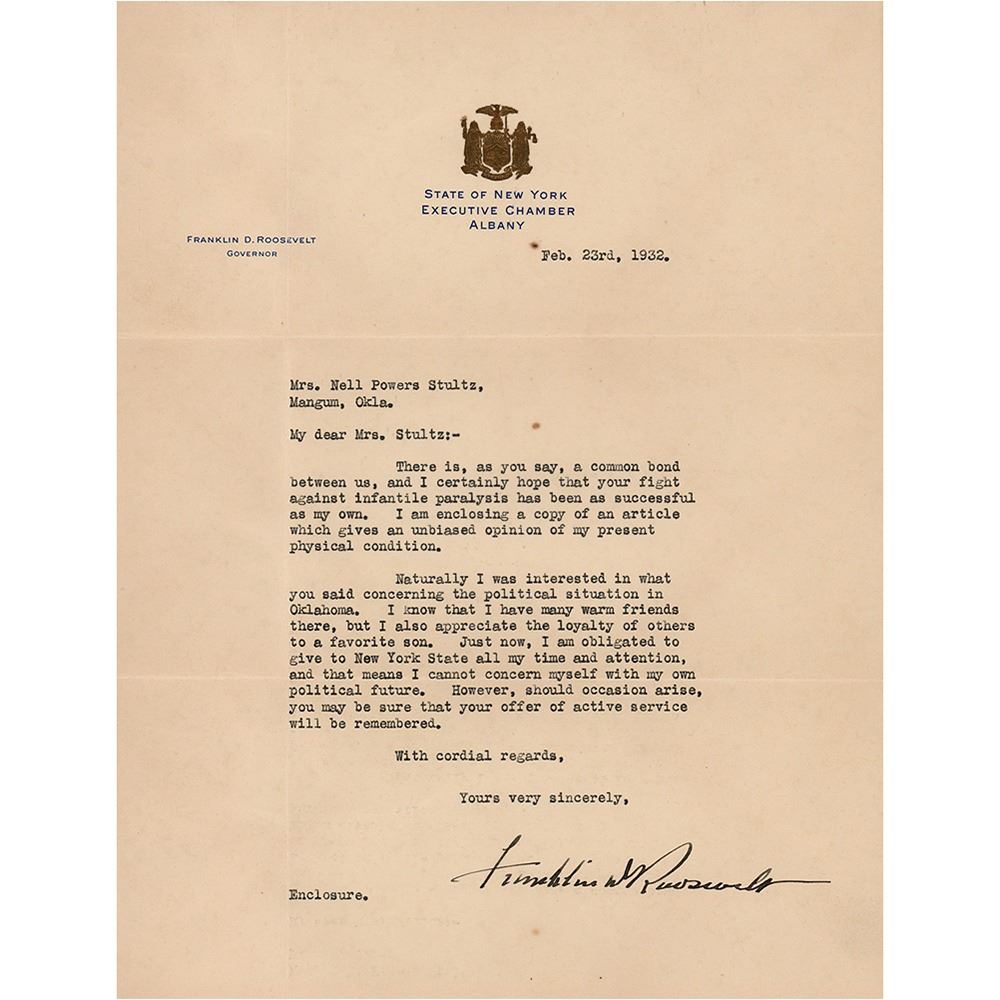 STATE OF NEW YORK
EXECUTIVE CHAMBER
ALBANY
FRANKLIN D. ROOSEVELT
GOVERNOR
Feb. 23rd, 1932.
Mrs. Nell Powers Stultz,
Mangum, Okla.
My dear Mrs. Stultz:-
There is, as you say, a common bond
between us, and I certainly hope that your fight
against infantile paralysis has been as successful
as my own. I am enclosing a copy of an article
which gives an unbiased opinion of my present
physical condition.
Naturally I was interested in what
you said concerning the political situation in
Oklahoma. I know that I have many warm friends
there, but I also appreciate the loyalty of others
to a favorite son. Just now, I am obligated to
give to New York State all my time and attention,
and that means I cannot concern myself with my own
political future. However, should occasion arise,
you may be sure that your offer of active service
will be remembered.
With cordial regards,
Yours very sincerely,
Franklin D Roosevelt
Enclosure.